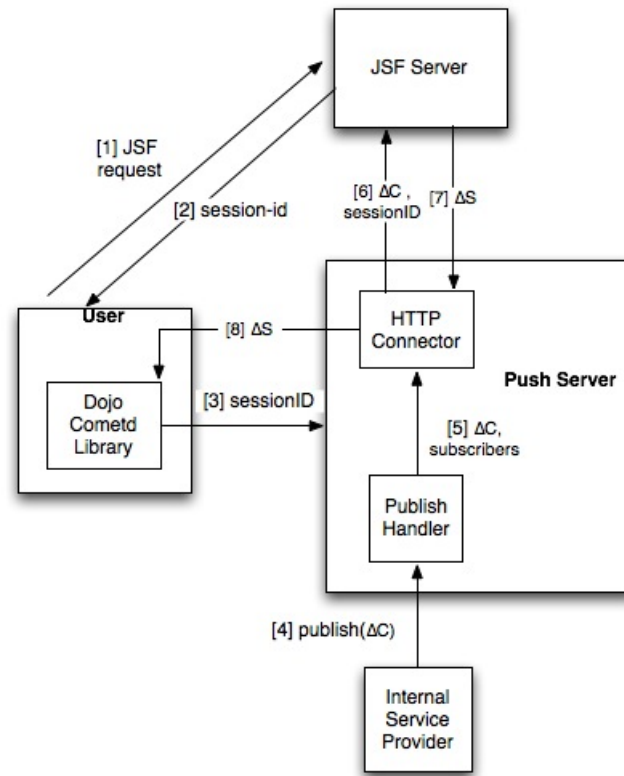 JSF Server
[1] JSF
request
[2] session-id
[6] ΔC ,
sessionID
[7] ΔS
User
[8] ΔS
HTTP
Connector
Push Server
Dojo
Cometd
Library
[3] sessionID
[5] ΔC,
subscribers
Publish
Handler
[4] publish(ΔC)
Internal
Service
Provider